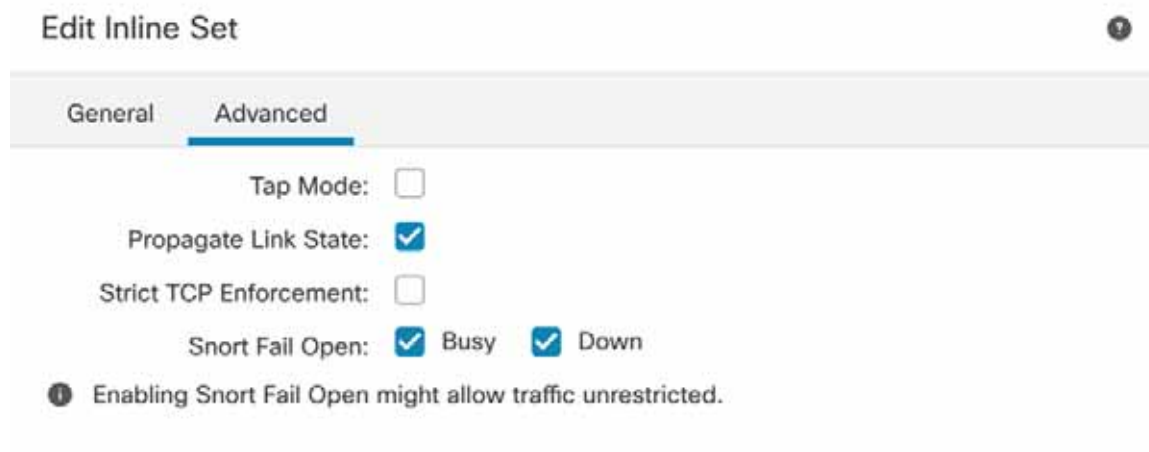 Edit Inline Set
General Advanced
Tap Mode:
Propagate Link State:
Strict TCP Enforcement:
Snort Fail Open: Busy Down
Enabling Snort Fail Open might allow traffic unrestricted.